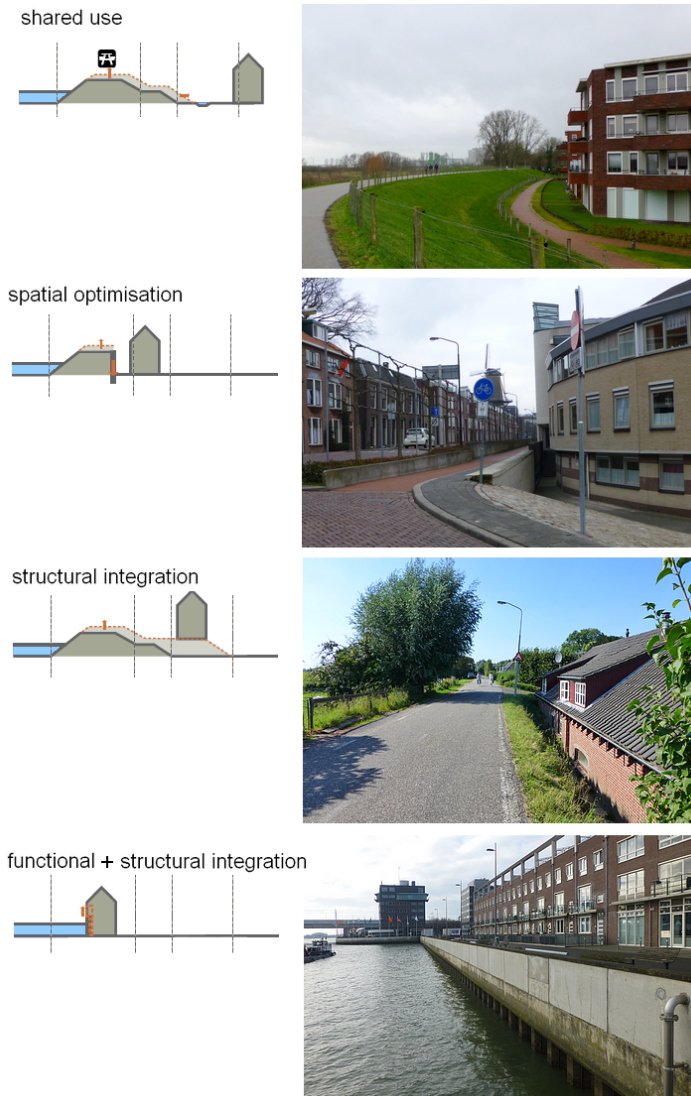 shared use
spatial optimisation
structural integration
functional + structural integration